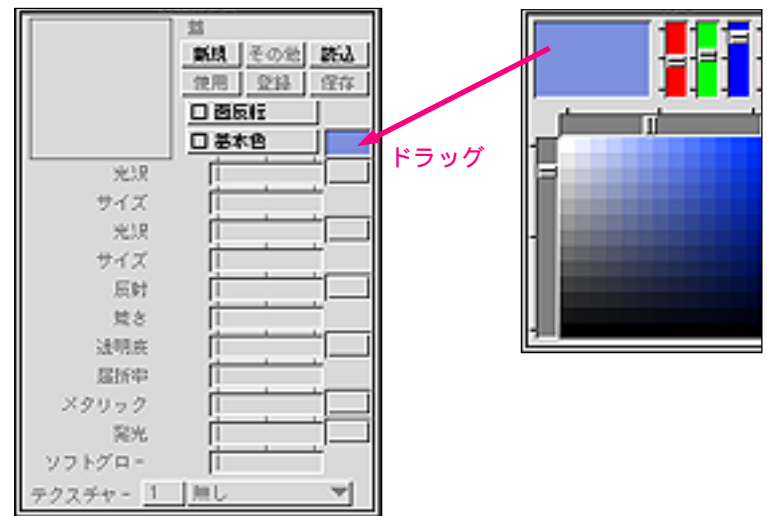 新規 その他 読込
使用 登録 保存
面反転
基本色
ドラッグ
光沢
サイズ
光沢
サイズ
反射
荒さ
透明度
屈折率
メタリック
発光
ソフトグロー
テクスチャー 1 無し